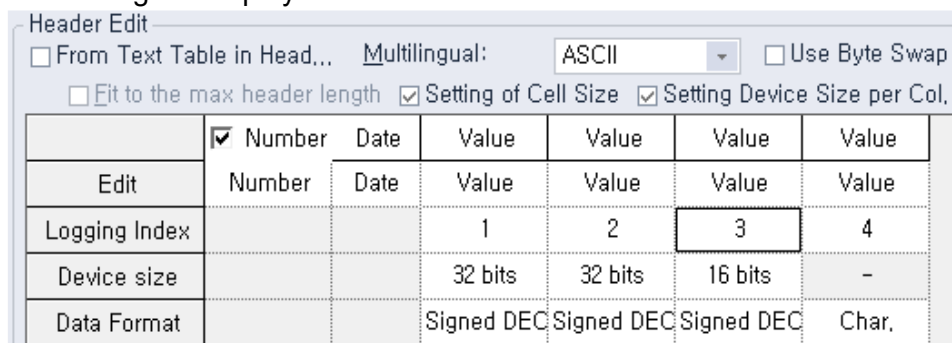 Header Edit
From Text Table in Head... Multilingual: ASCII Use Byte Swap
Fit to the max header length Setting of Cell Size Setting Device Size per Col.
Number Date Value Value Value Value
Edit Number Date Value Value Value Value
Logging Index 1 2 3 4
Device size 32 bits 32 bits 16 bits -
Data Format Signed DEC Signed DEC Signed DEC Char.